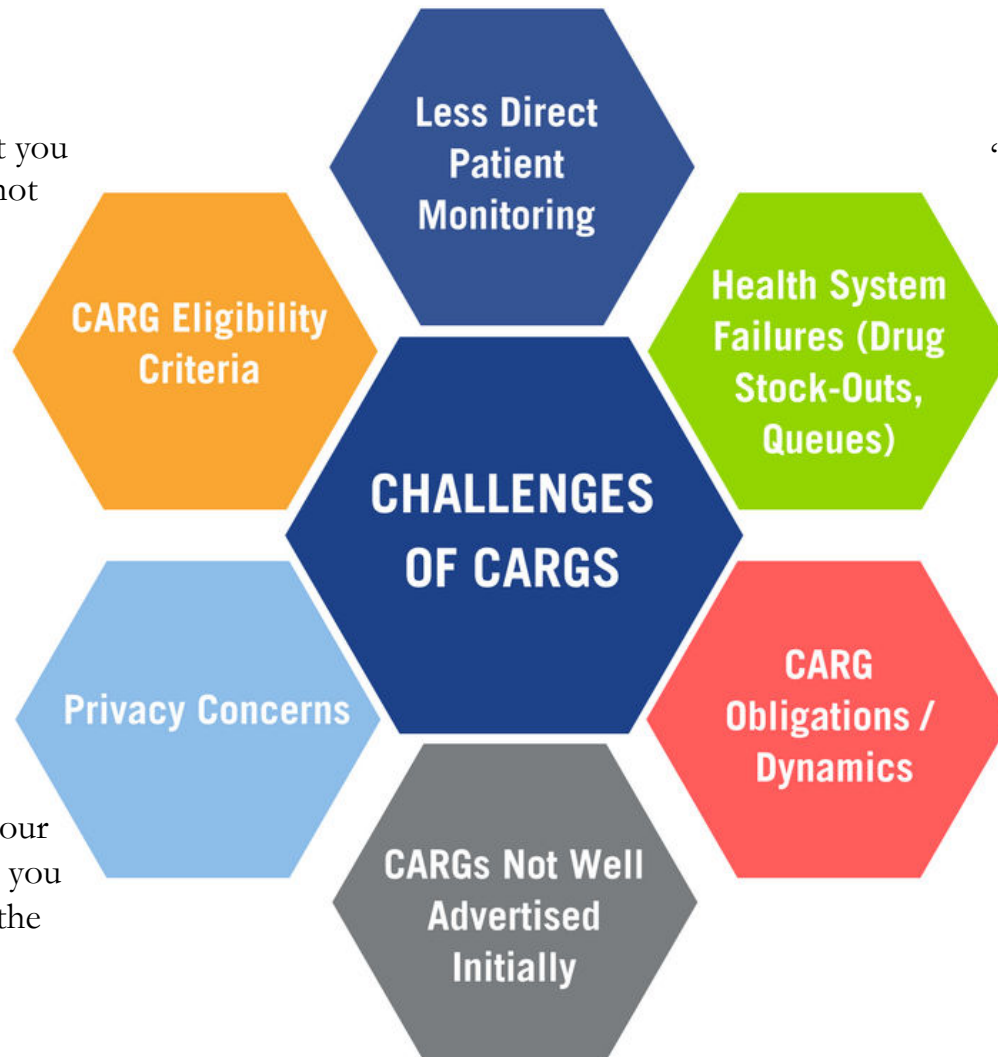 Less Direct
Patient
Monitoring
t you
not
‘
CARG Eligibility
Criteria
Health System
Failures (Drug
Stock-Outs,
Queues)
CHALLENGES
OF CARGS
Privacy Concerns
CARG
Obligations /
Dynamics
our
you
the
CARGs Not Well
Advertised
Initially